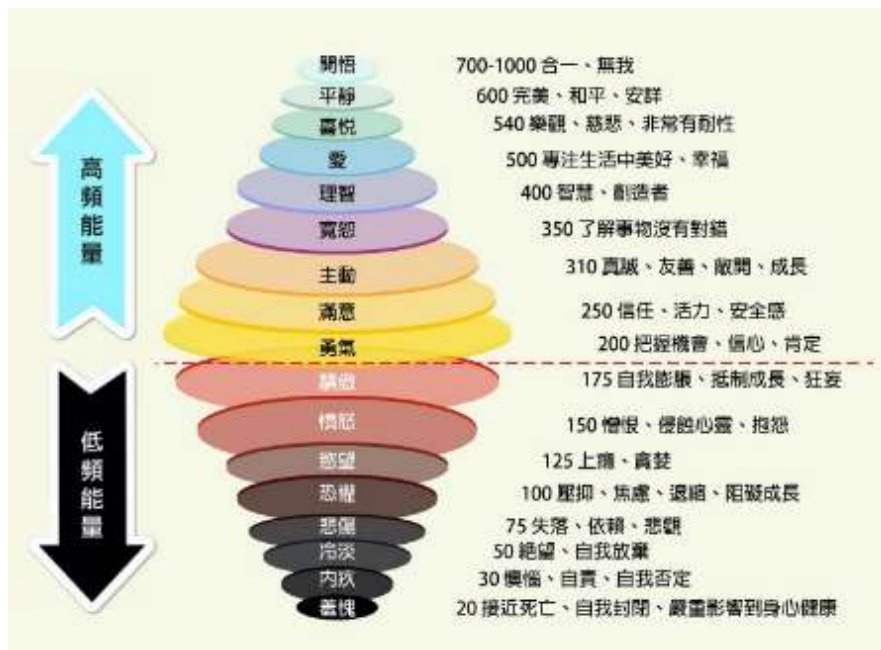 開悟 700-1000 合一、無我
平靜 600 完美、和平、安詳
喜悅 540 樂觀、慈悲、非常有耐性
愛 500 專注生活中美好、幸福
理智 400 智慧、創造者
寬恕 350 了解事物沒有對錯
主動 310 真誠、友善、敞開、成長
滿意 250 信任、活力、安全感
勇氣 200 把握機會、信心、肯定
驕傲 175 自我膨脹、抵制成長、狂妄
憤怒 150 憎恨、侵蝕心靈、抱怨
慾望 125 上癮、貪婪
恐懼 100 壓抑、焦慮、退縮、阻礙成長
悲傷 75 失落、依賴、悲觀
冷淡 50 絕望、自我放棄
內疚 30 懊惱、自責、自我否定
羞愧 20 接近死亡、自我封閉、嚴重影響到身心健康
高頻能量
低頻能量